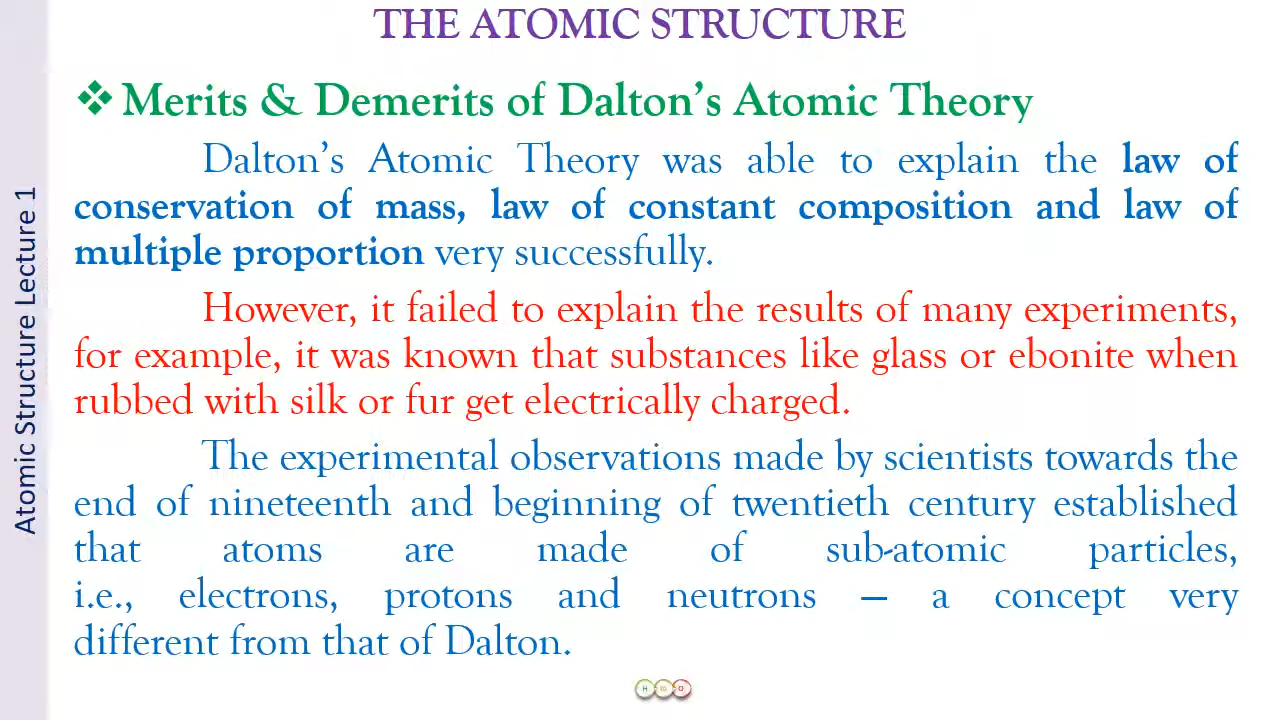 THE ATOMIC STRUCTURE
❖ Merits & Demerits of Dalton's Atomic Theory
Dalton's Atomic Theory was able to explain the law of
conservation of mass, law of constant composition and law of
multiple proportion very successfully.
However, it failed to explain the results of many experiments,
for example, it was known that substances like glass or ebonite when
rubbed with silk or fur get electrically charged.
The experimental observations made by scientists towards the
end of nineteenth and beginning of twentieth century established
that atoms are made of sub-atomic particles,
i.e., electrons, protons and neutrons — a concept very
different from that of Dalton.
Atomic Structure Lecture 1